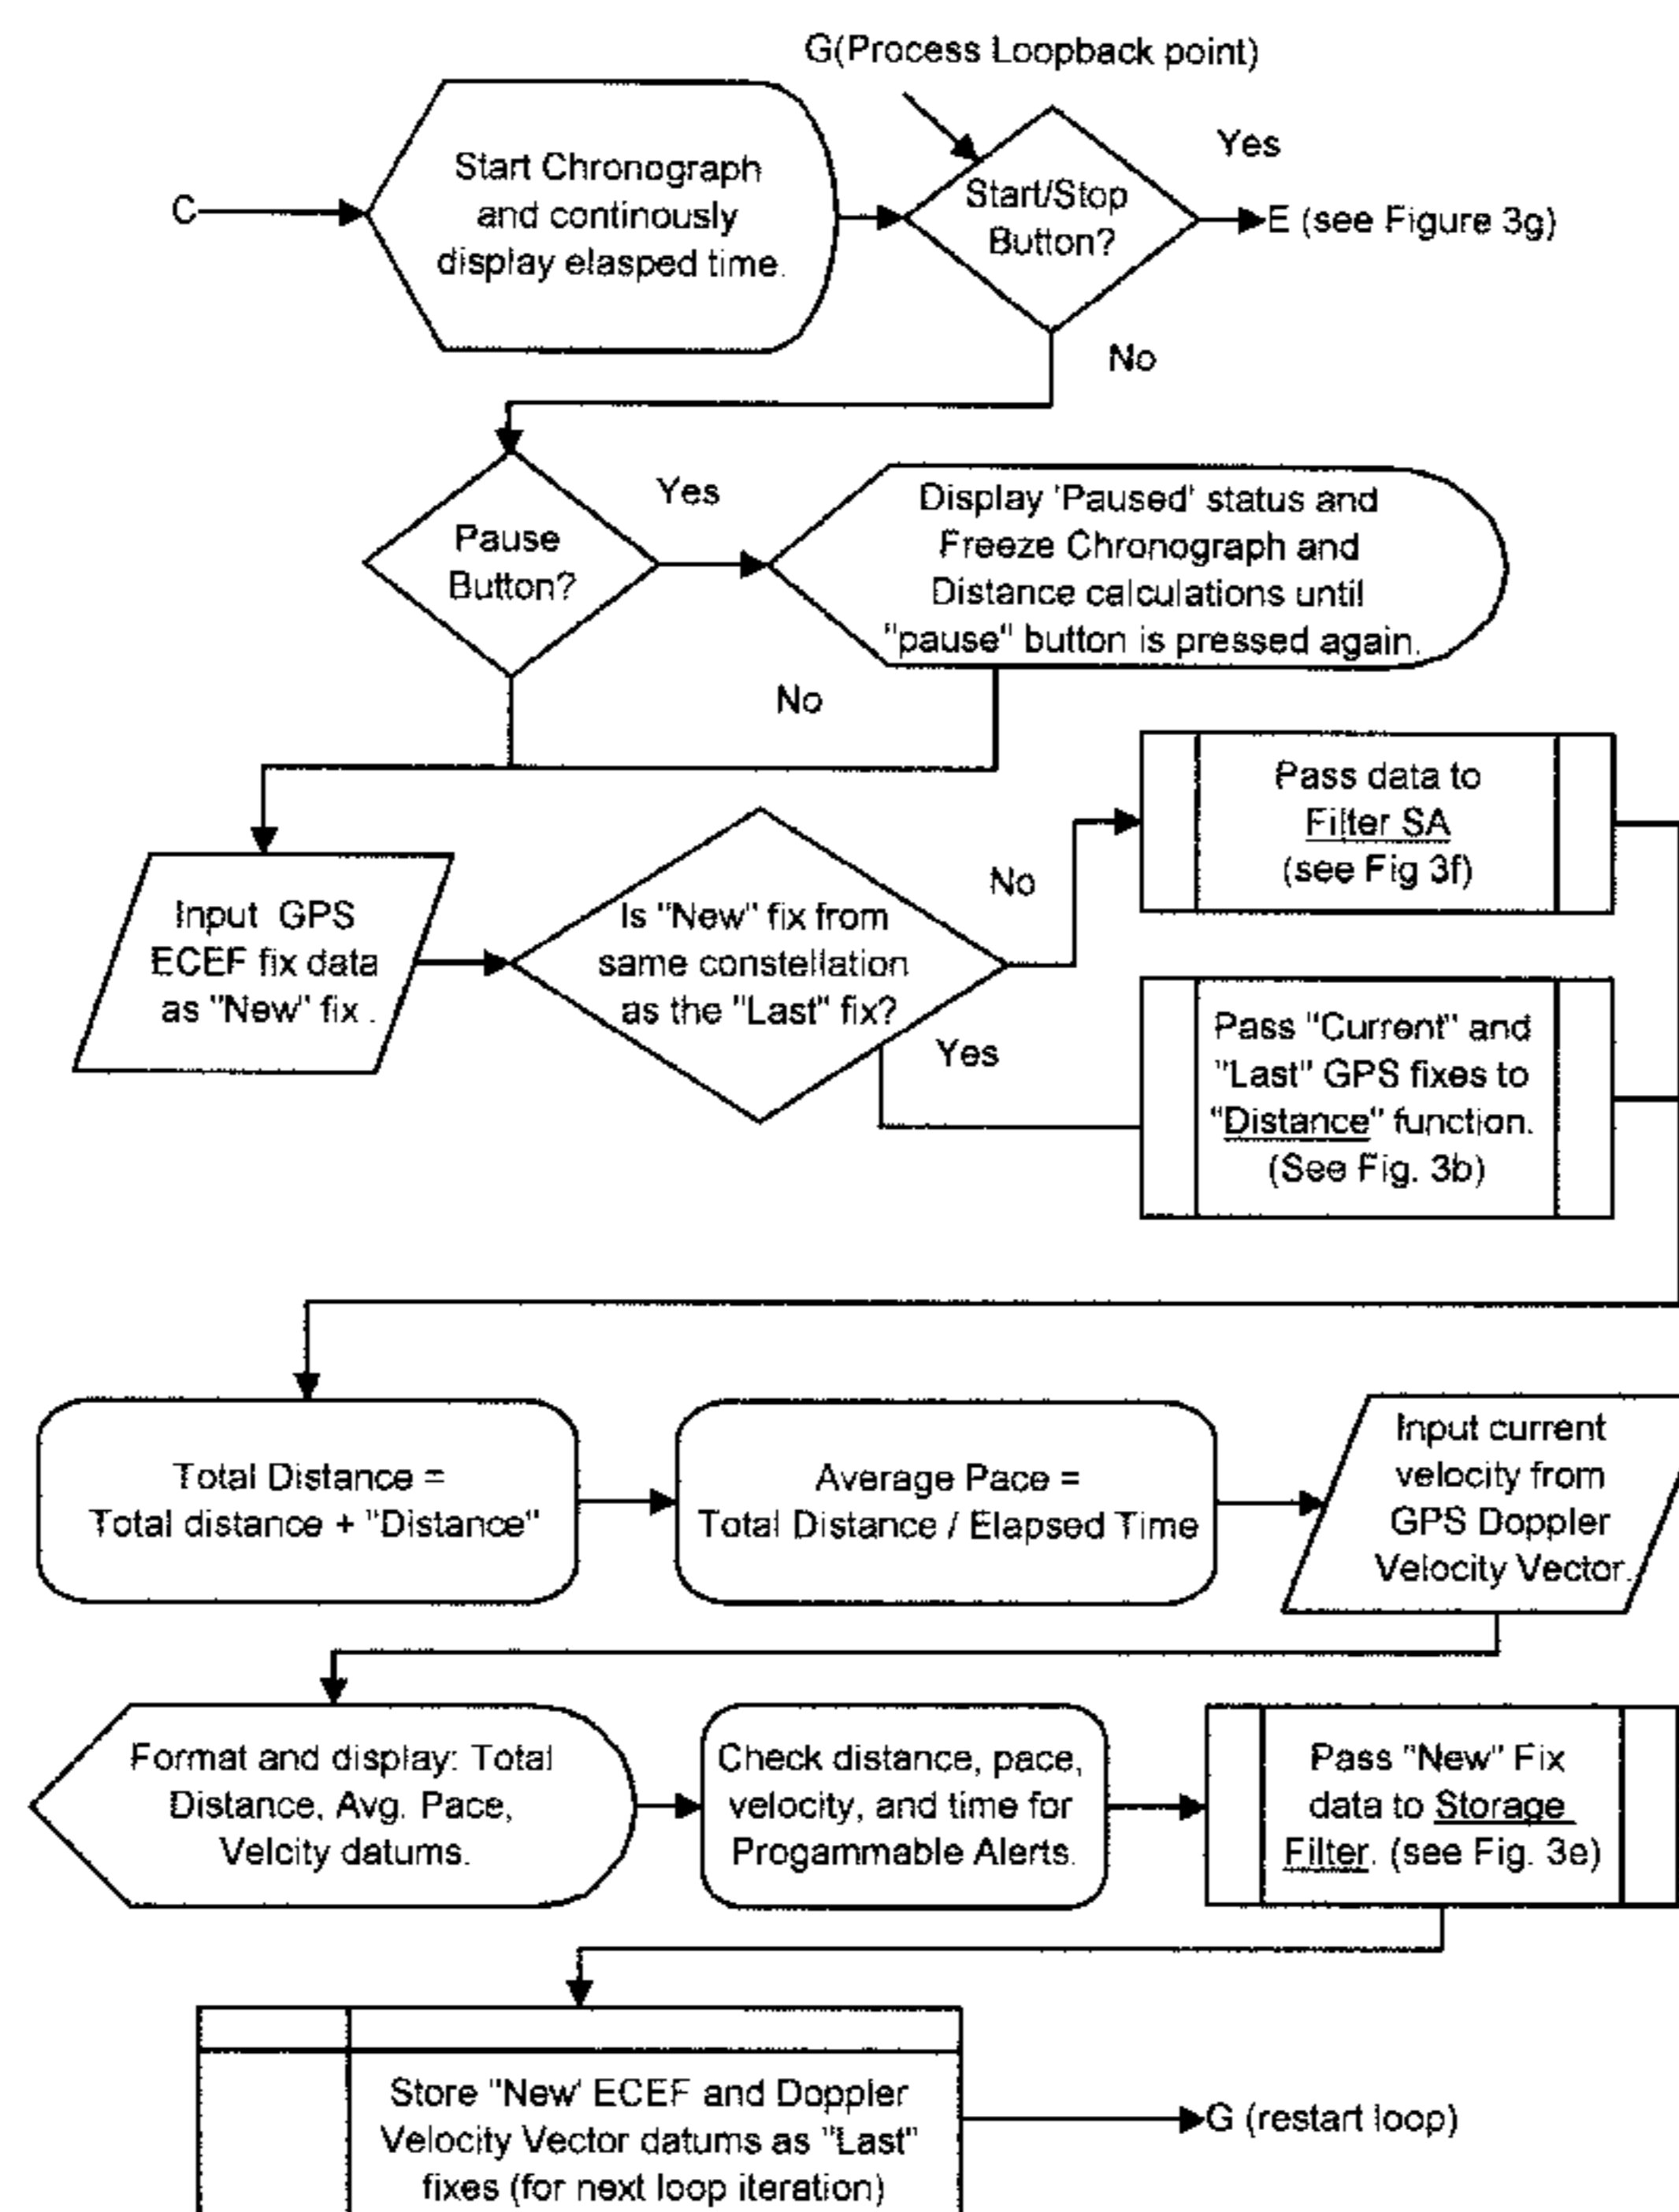 G(Process Loopback point)
C
Start Chronograph
and continously
display elasped time.
Start/Stop
Button?
Yes
E (see Figure 3g)
No
Pause
Button?
Yes
Display 'Paused' status and
Freeze Chronograph and
Distance calculations until
"pause" button is pressed again.
No
Input GPS
ECEF fix data
as "New" fix .
Is "New" fix from
same constellation
as the "Last" fix?
No
Pass data to
Filter SA
(see Fig 3f)
Yes
Pass "Current" and
"Last" GPS fixes to
"Distance" function.
(See Fig. 3b)
Total Distance =
Total distance + "Distance"
Average Pace =
Total Distance / Elapsed Time
Input current
velocity from
GPS Doppler
Velocity Vector.
Format and display: Total
Distance, Avg. Pace,
Velcity datums.
Check distance, pace,
velocity, and time for
Progammable Alerts.
Pass "New" Fix
data to Storage
Filter. (see Fig. 3e)
Store "New' ECEF and Doppler
Velocity Vector datums as "Last"
fixes (for next loop iteration)
G (restart loop)